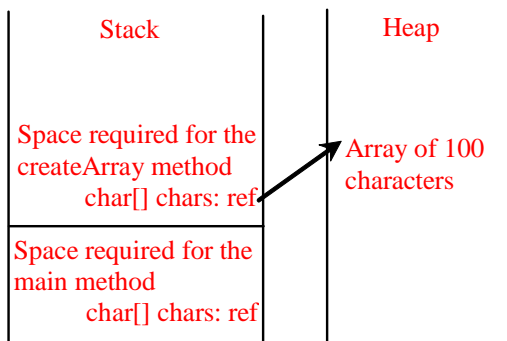 Stack
Heap
Space required for the
createArray method
char[] chars: ref
Array of 100
characters
Space required for the
main method
char[] chars: ref